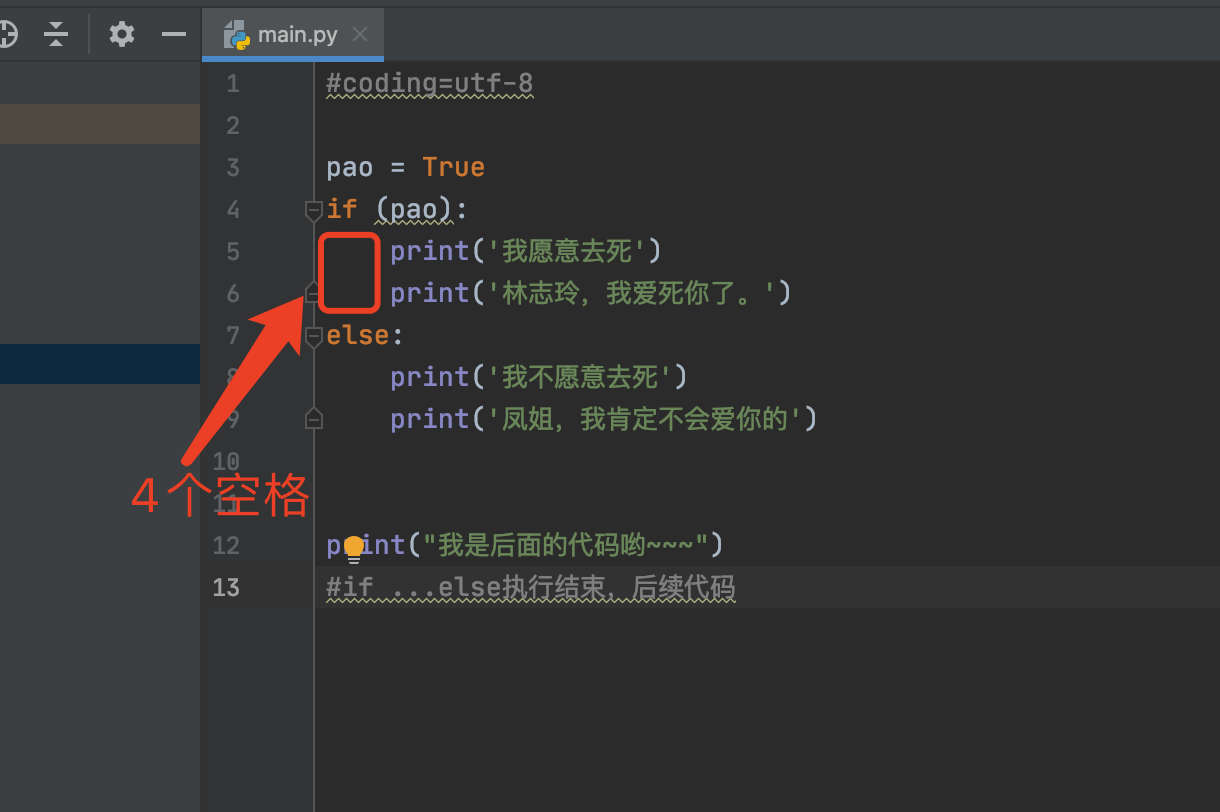 main.py
1 #coding=utf-8
2
3 pao = True
4 if (pao):
5 print('我愿意去死')
6 print('林志玲，我爱死你了。')
7 else:
8 print('我不愿意去死')
9 print('凤姐，我肯定不会爱你的')
10
4个空格
11
12 print("我是后面的代码哟~~~")
13 #if ...else执行结束，后续代码